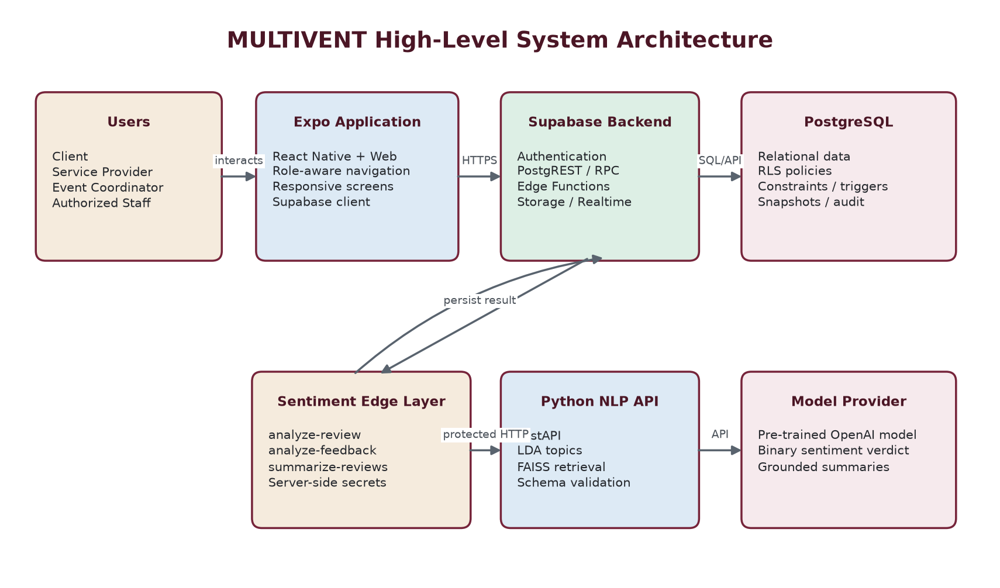 MULTIVENT High-Level System Architecture
Users
Client
Service Provider
Event Coordinator
Authorized Staff
interacts
Expo Application
React Native + Web
Role-aware navigation
Responsive screens
Supabase client
HTTPS
Supabase Backend
Authentication
PostgREST / RPC
Edge Functions
Storage / Realtime
SQL/API
PostgreSQL
Relational data
RLS policies
Constraints / triggers
Snapshots / audit
persist result
Sentiment Edge Layer
analyze-review
analyze-feedback
summarize-reviews
Server-side secrets
protected HTTP
Python NLP API
stAPI
LDA topics
FAISS retrieval
Schema validation
API
Model Provider
Pre-trained OpenAI model
Binary sentiment verdict
Grounded summaries